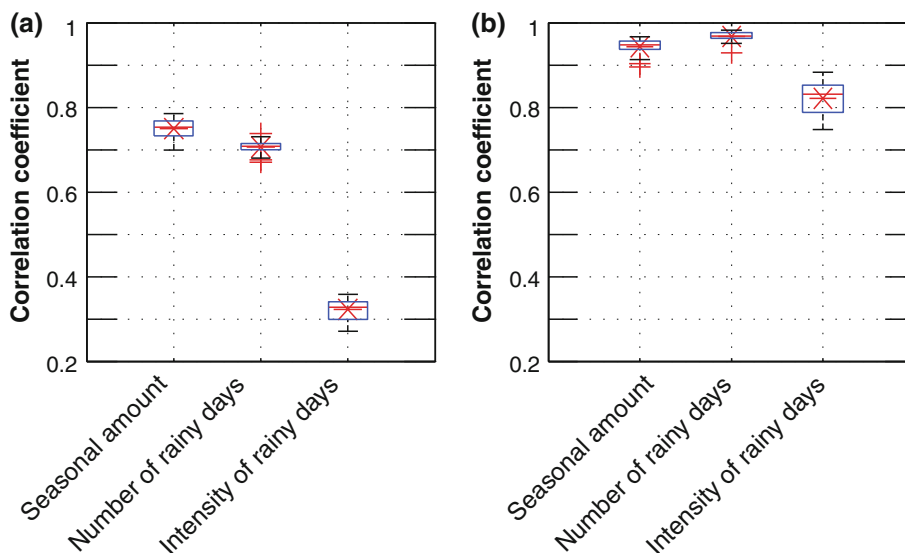 (a)
Correlation coefficient
1
0.8
0.6
0.4
0.2
Seasonal amount
Number of rainy days
Intensity of rainy days
(b)
Correlation coefficient
1
0.8
0.6
0.4
0.2
Seasonal amount
Number of rainy days
Intensity of rainy days